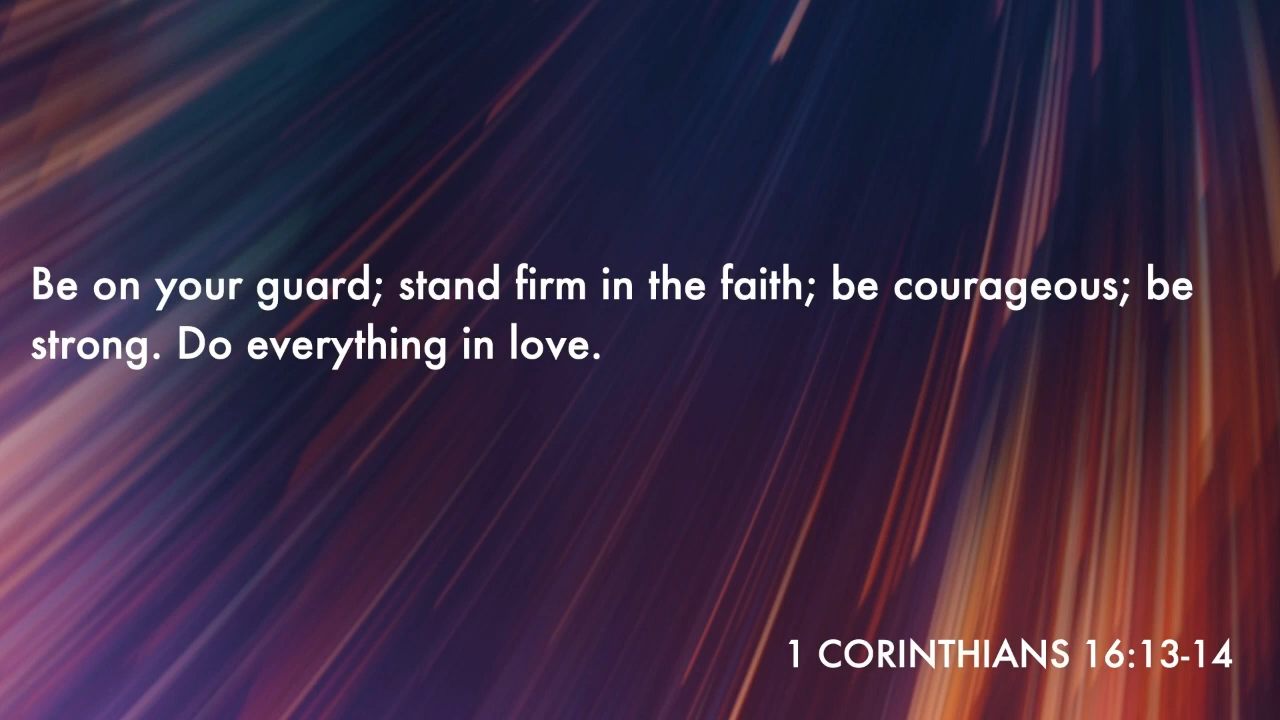 Be on your guard; stand firm in the faith; be courageous; be
strong. Do everything in love.
1 CORINTHIANS 16:13-14